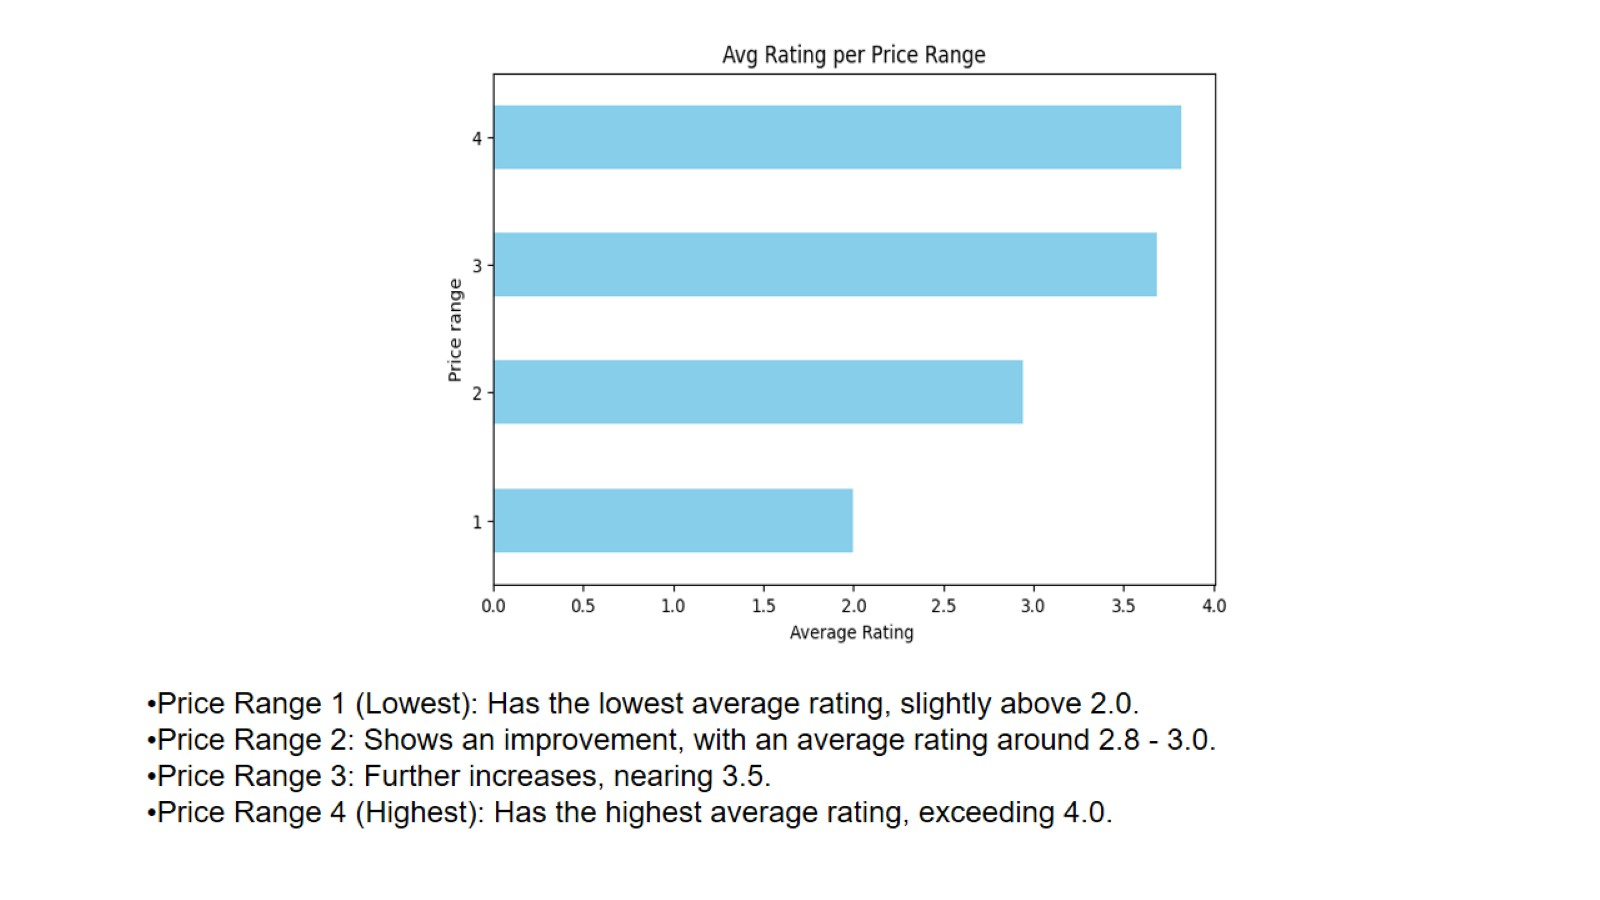 Avg Rating per Price Range
4
3
2
1
Price range
0.0 0.5 1.0 1.5 2.0 2.5 3.0 3.5 4.0
Average Rating
•Price Range 1 (Lowest): Has the lowest average rating, slightly above 2.0.
•Price Range 2: Shows an improvement, with an average rating around 2.8 - 3.0.
•Price Range 3: Further increases, nearing 3.5.
•Price Range 4 (Highest): Has the highest average rating, exceeding 4.0.